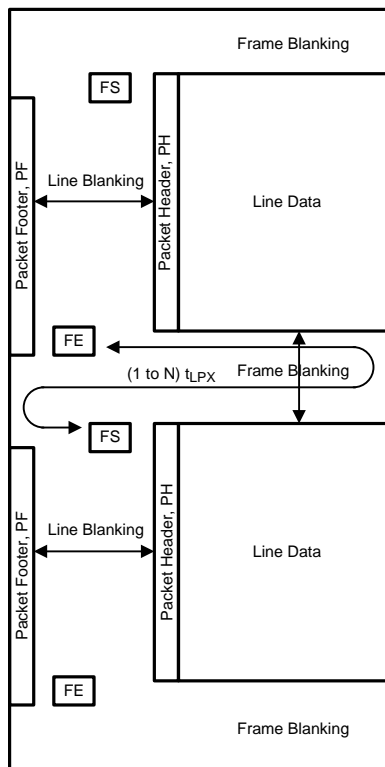 Frame Blanking
FS
Packet Footer, PF
Line Blanking
Packet Header, PH
Line Data
FE
(1 to N) tLPX
Frame Blanking
FS
Packet Footer, PF
Line Blanking
Packet Header, PH
Line Data
FE
Frame Blanking